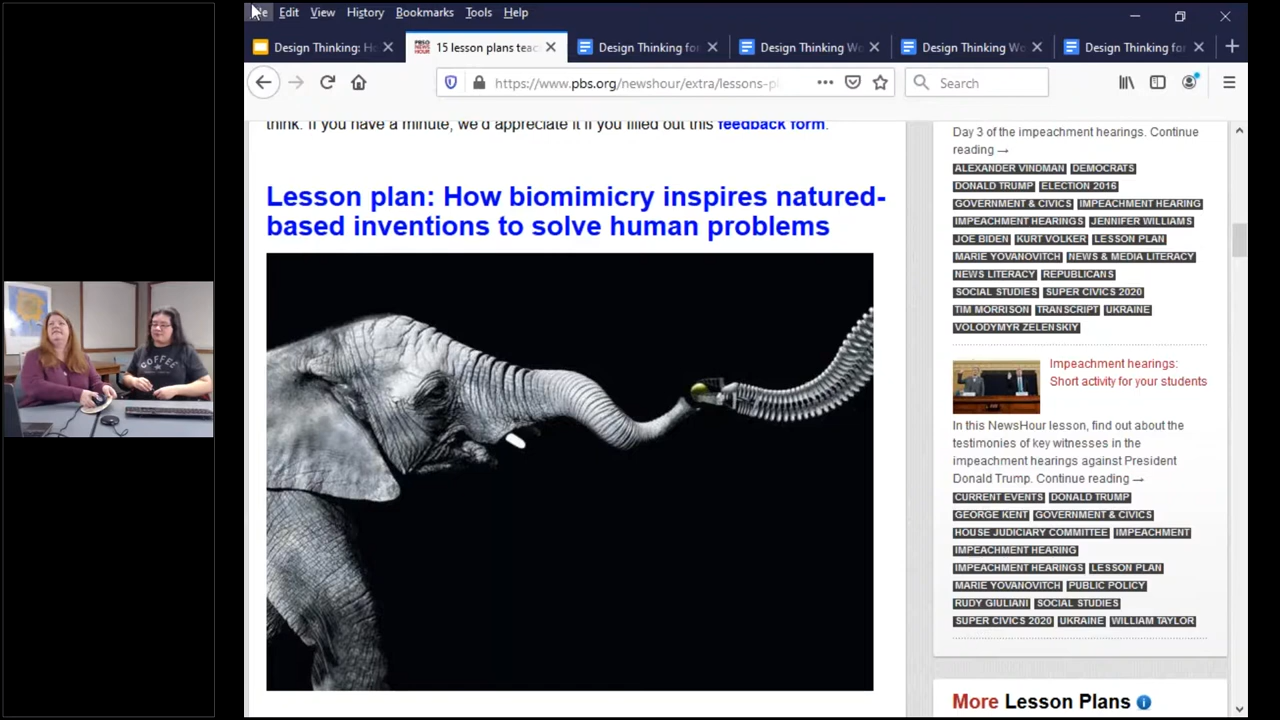 File Edit View History Bookmarks Tools Help
Design Thinking: H
15 lesson plans teac
Design Thinking for
Design Thinking Wo
Design Thinking Wo
Design Thinking for
https://www.pbs.org/newshour/extra/lessons-pl
Search
think. If you have a minute, we'd appreciate it if you filled out this feedback form.
Lesson plan: How biomimicry inspires natured-
based inventions to solve human problems
COFFEE
Day 3 of the impeachment hearings. Continue
reading →
ALEXANDER VINDMAN DEMOCRATS
DONALD TRUMP ELECTION 2016
GOVERNMENT & CIVICS IMPEACHMENT HEARING
IMPEACHMENT HEARINGS JENNIFER WILLIAMS
JOE BIDEN KURT VOLKER LESSON PLAN
MARIE YOVANOVITCH NEWS & MEDIA LITERACY
NEWS LITERACY REPUBLICANS
SOCIAL STUDIES SUPER CIVICS 2020
TIM MORRISON TRANSCRIPT UKRAINE
VOLODYMYR ZELENSKIY
Impeachment hearings:
Short activity for your students
In this NewsHour lesson, find out about the
testimonies of key witnesses in the
impeachment hearings against President
Donald Trump. Continue reading →
CURRENT EVENTS DONALD TRUMP
GEORGE KENT GOVERNMENT & CIVICS
HOUSE JUDICIARY COMMITTEE IMPEACHMENT
IMPEACHMENT HEARING
IMPEACHMENT HEARINGS LESSON PLAN
MARIE YOVANOVITCH PUBLIC POLICY
RUDY GIULIANI SOCIAL STUDIES
SUPER CIVICS 2020 UKRAINE WILLIAM TAYLOR
More Lesson Plans